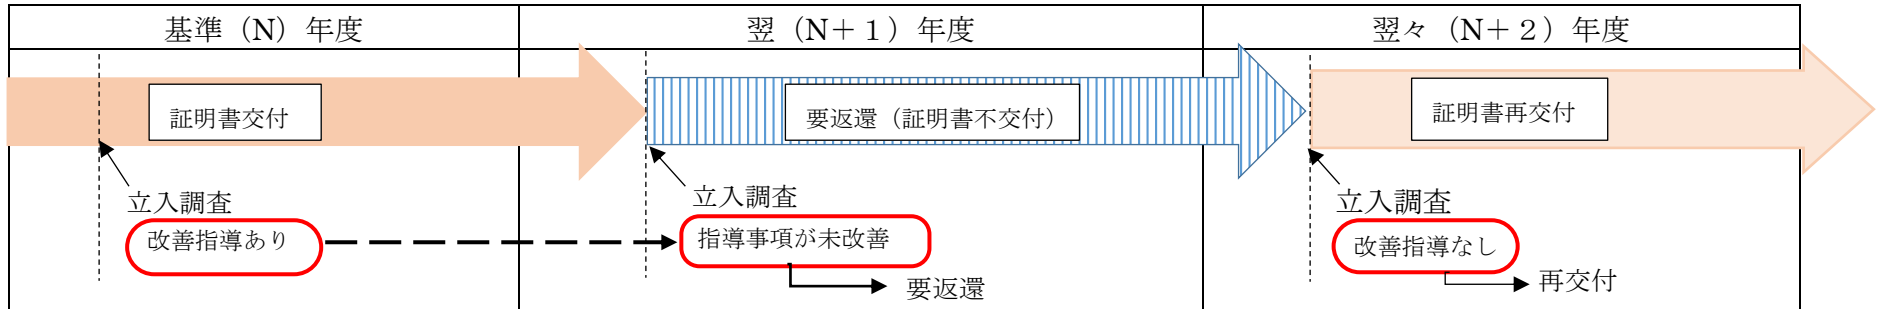 基準（N）年度
翌（N＋１）年度
翌々（N＋２）年度
証明書交付
要返還（証明書不交付）
証明書再交付
立入調査
改善指導あり
立入調査
指導事項が未改善
要返還
立入調査
改善指導なし
再交付